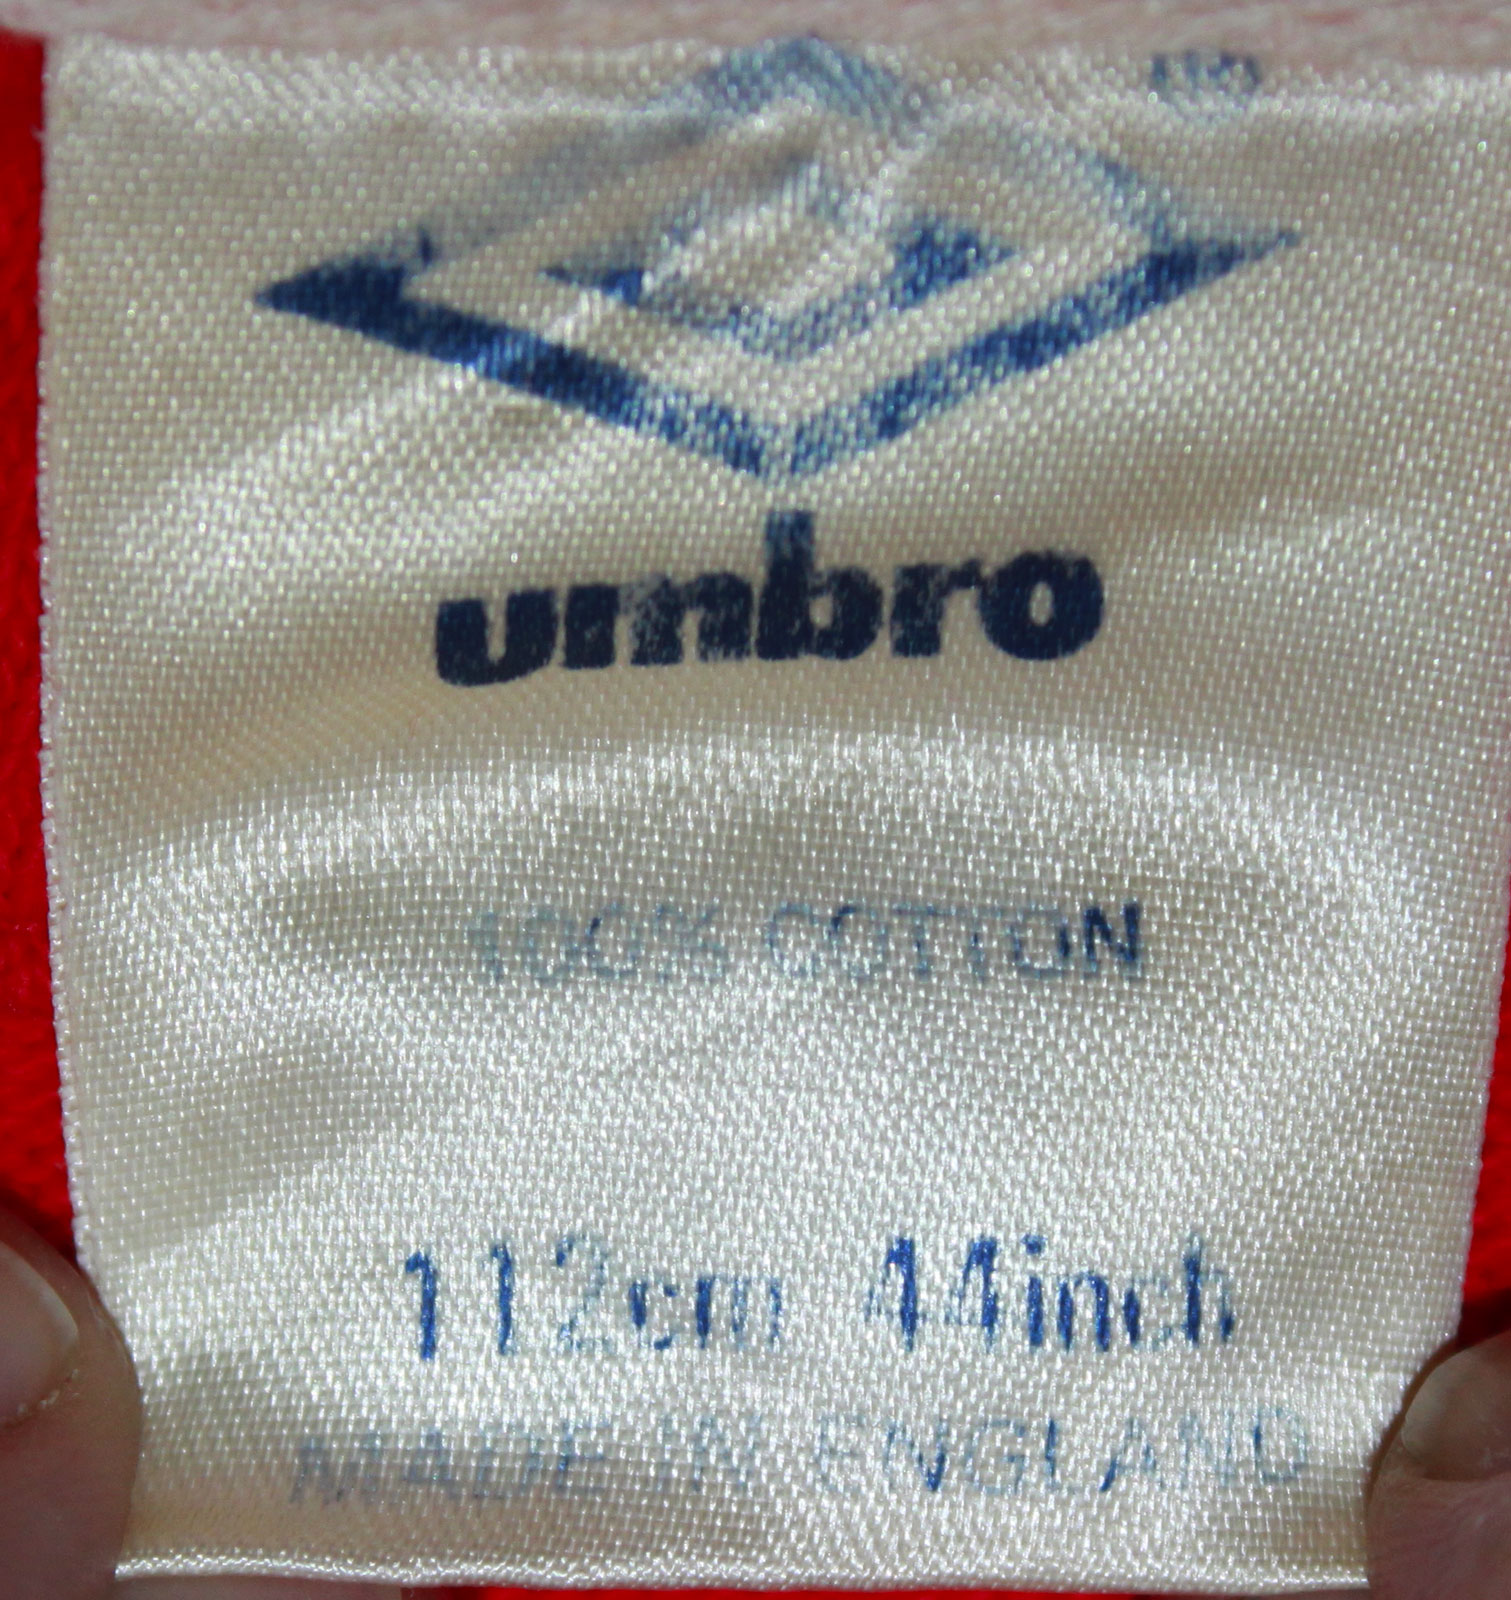 umbro
100% COTTON
112cm 44inch
MADE IN ENGLAND